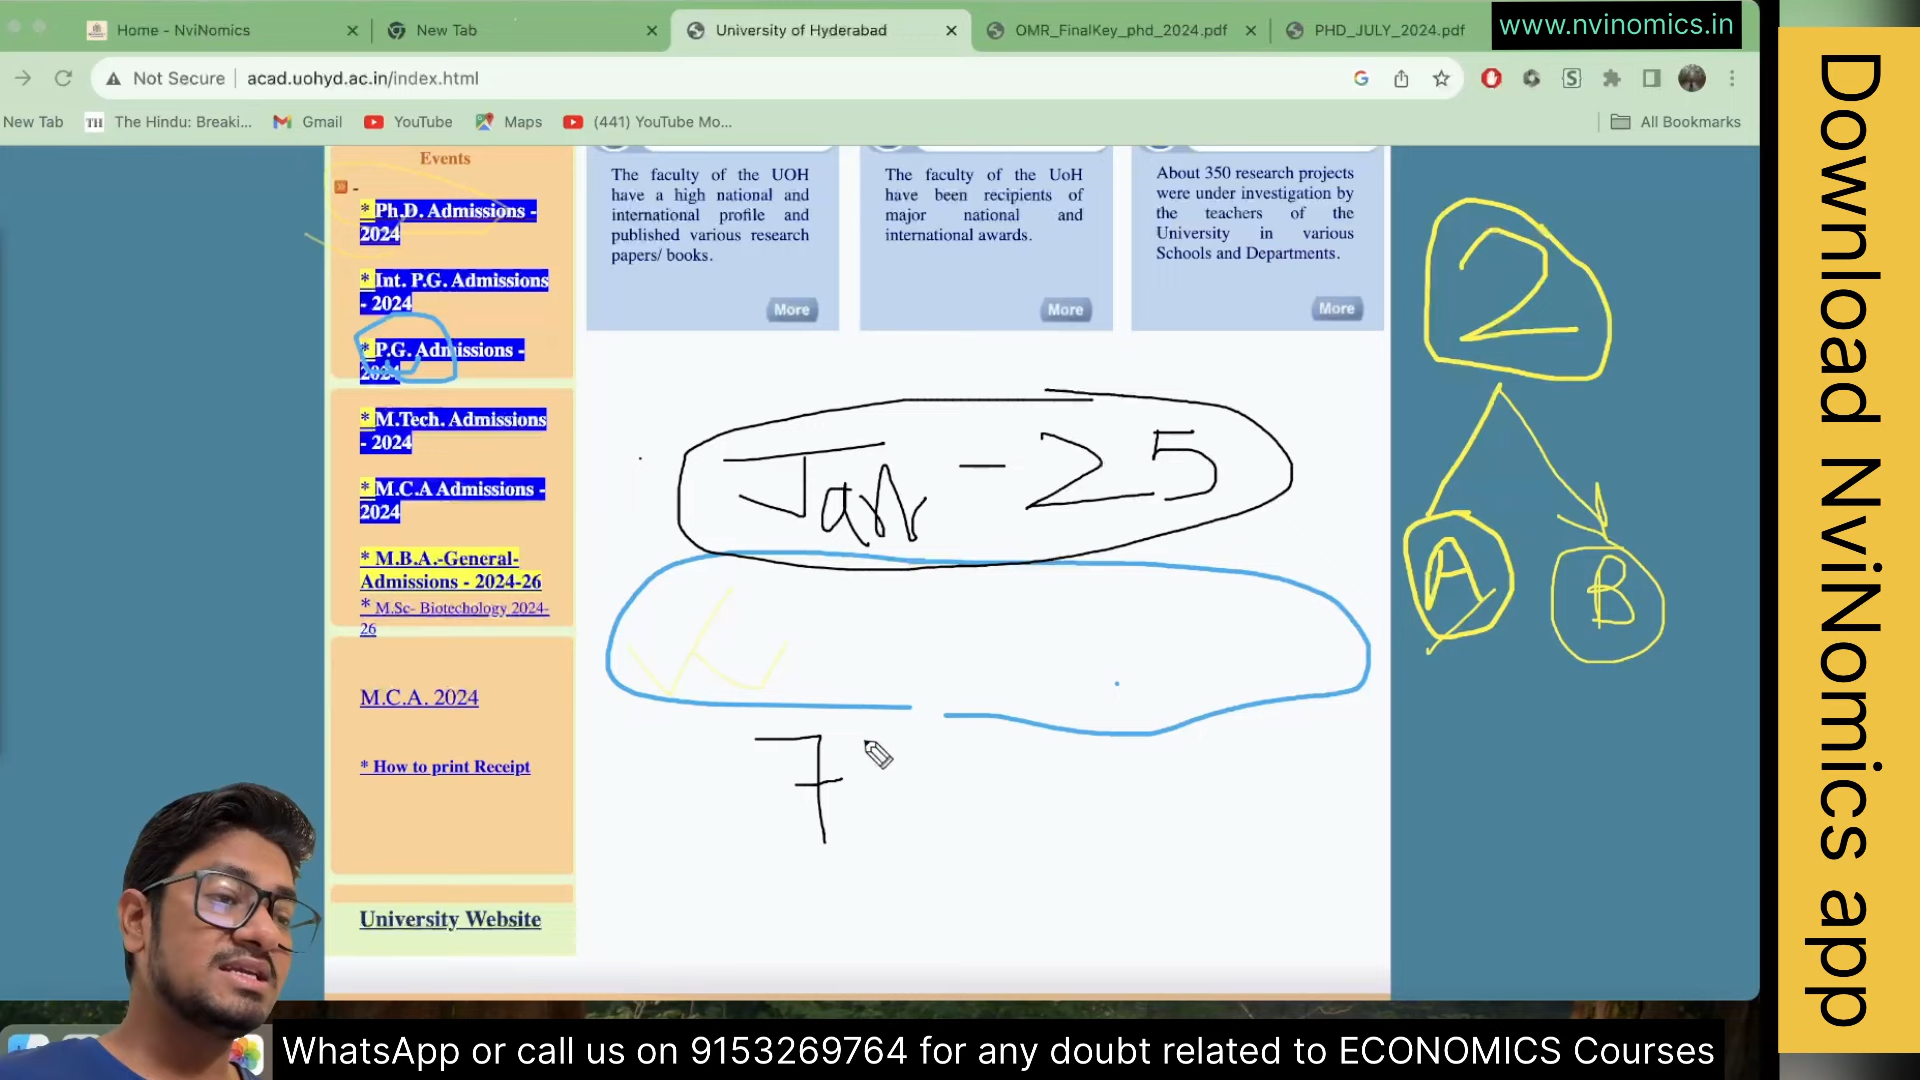 Home - NviNomics
New Tab
University of Hyderabad
OMR_FinalKey_phd_2024.pdf
PHD_JULY_2024.pdf
www.nvinomics.in
Not Secure
acad.uohyd.ac.in/index.html
New Tab
TH The Hindu: Breaki...
Gmail
YouTube
Maps
(441) YouTube Mo...
All Bookmarks
Events
-
* Ph.D. Admissions -
2024
* Int. P.G. Admissions
- 2024
* P.G. Admissions -
2024
* M.Tech. Admissions
- 2024
* M.C.A Admissions -
2024
* M.B.A.-General-
Admissions - 2024-26
* M.Sc- Biotechology 2024-
26
M.C.A. 2024
* How to print Receipt
University Website
The faculty of the UOH
have a high national and
international profile and
published various research
papers/ books.
More
The faculty of the UoH
have been recipients of
major national and
international awards.
More
About 350 research projects
were under investigation by
the teachers of the
University in various
Schools and Departments.
More
Jan - 25
7
2
A
B
Download NviNomics app
WhatsApp or call us on 9153269764 for any doubt related to ECONOMICS Courses